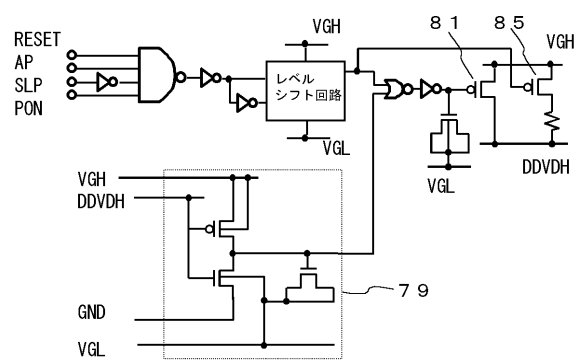 ８１
８５
VGH
VGH
RESET
AP
SLP
PON
レベル
シフト回路
VGL
VGL
DDVDH
VGH
DDVDH
７９
GND
VGL